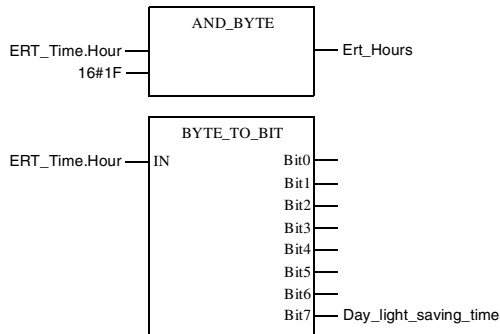 AND_BYTE
ERT_Time.Hour
Ert_Hours
16#1F
BYTE_TO_BIT
ERT_Time.Hour IN Bit0
Bit1
Bit2
Bit3
Bit4
Bit5
Bit6
Bit7 Day_light_saving_time